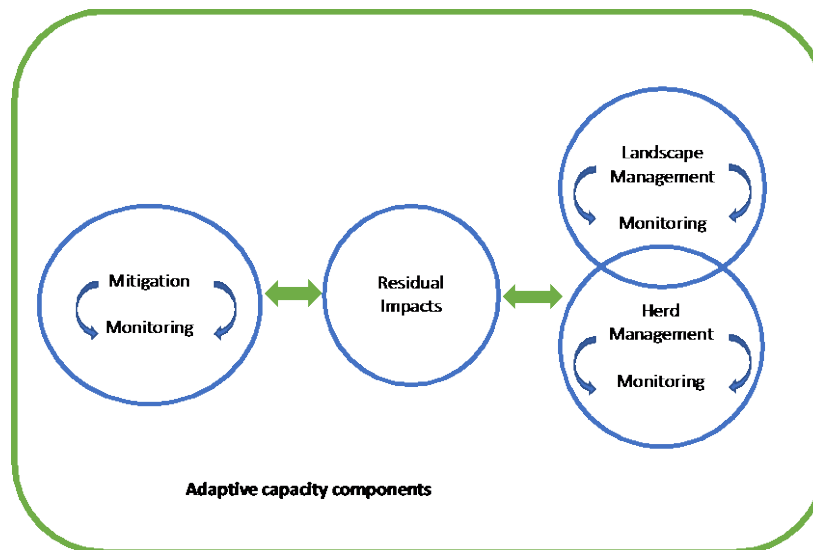 Mitigation
Monitoring
Residual
Impacts
Landscape
Management
Monitoring
Herd
Management
Monitoring
Adaptive capacity components